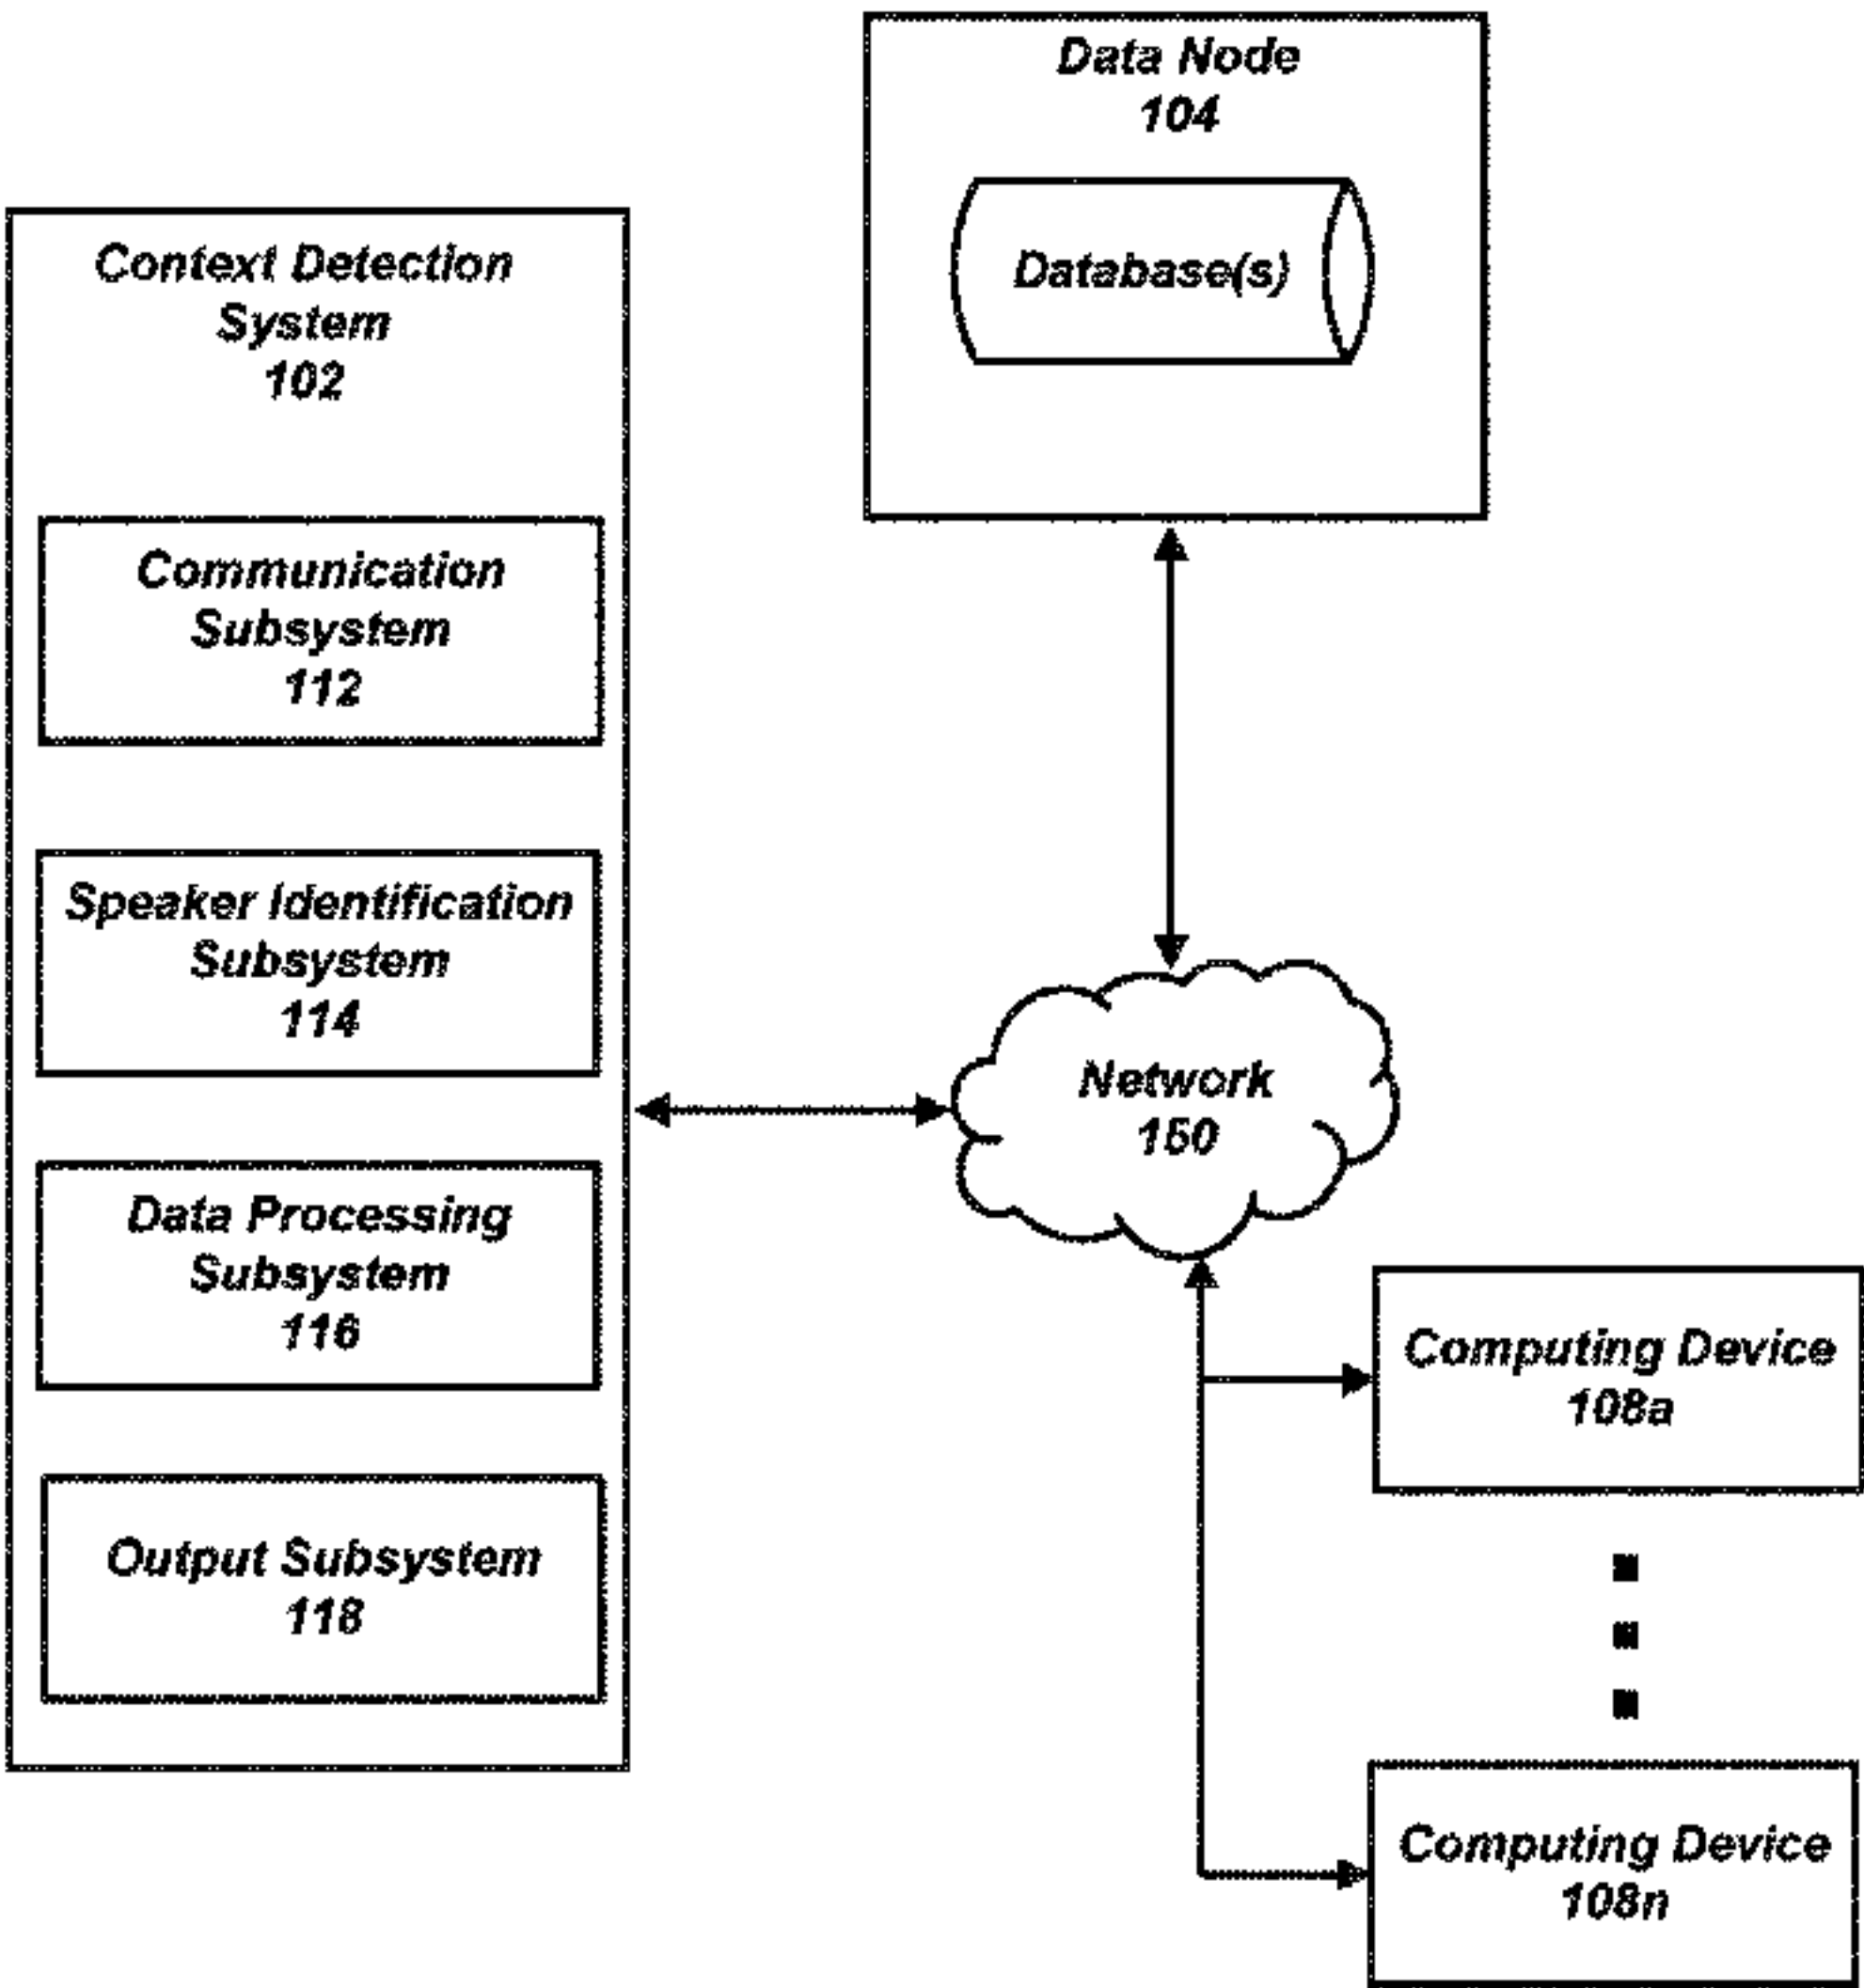 Data Node
104
Database(s)
Context Detection
System
102
Communication
Subsystem
112
Speaker Identification
Subsystem
114
Data Processing
Subsystem
116
Output Subsystem
118
Network
150
Computing Device
108a
Computing Device
108n